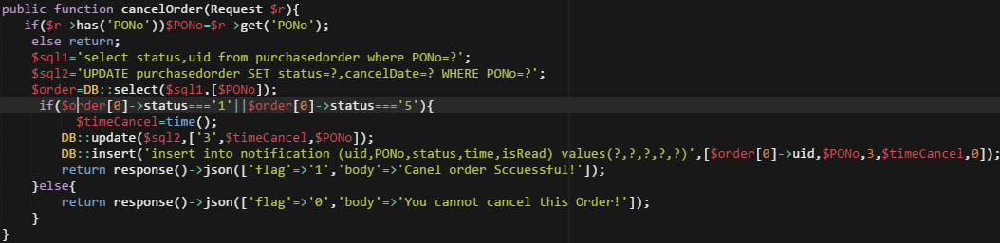 public function cancelOrder(Request $r){
if($r->has('PONo'))$PONo=$r->get('PONo');
else return;
$sql1='select status,uid from purchasedorder where PONo=?';
$sql2='UPDATE purchasedorder SET status=?,cancelDate=? WHERE PONo=?';
$order=DB::select($sql1,[$PONo]);
if($order[0]->status==='1'||$order[0]->status==='5'){
$timeCancel=time();
DB::update($sql2,['3',$timeCancel,$PONo]);
DB::insert('insert into notification (uid,PONo,status,time,isRead) values(?,?,?,?,?)',[$order[0]->uid,$PONo,3,$timeCancel,0]);
return response()->json(['flag'=>'1','body'=>'Canel order Sccuessful!']);
}else{
return response()->json(['flag'=>'0','body'=>'You cannot cancel this Order!']);
}
}